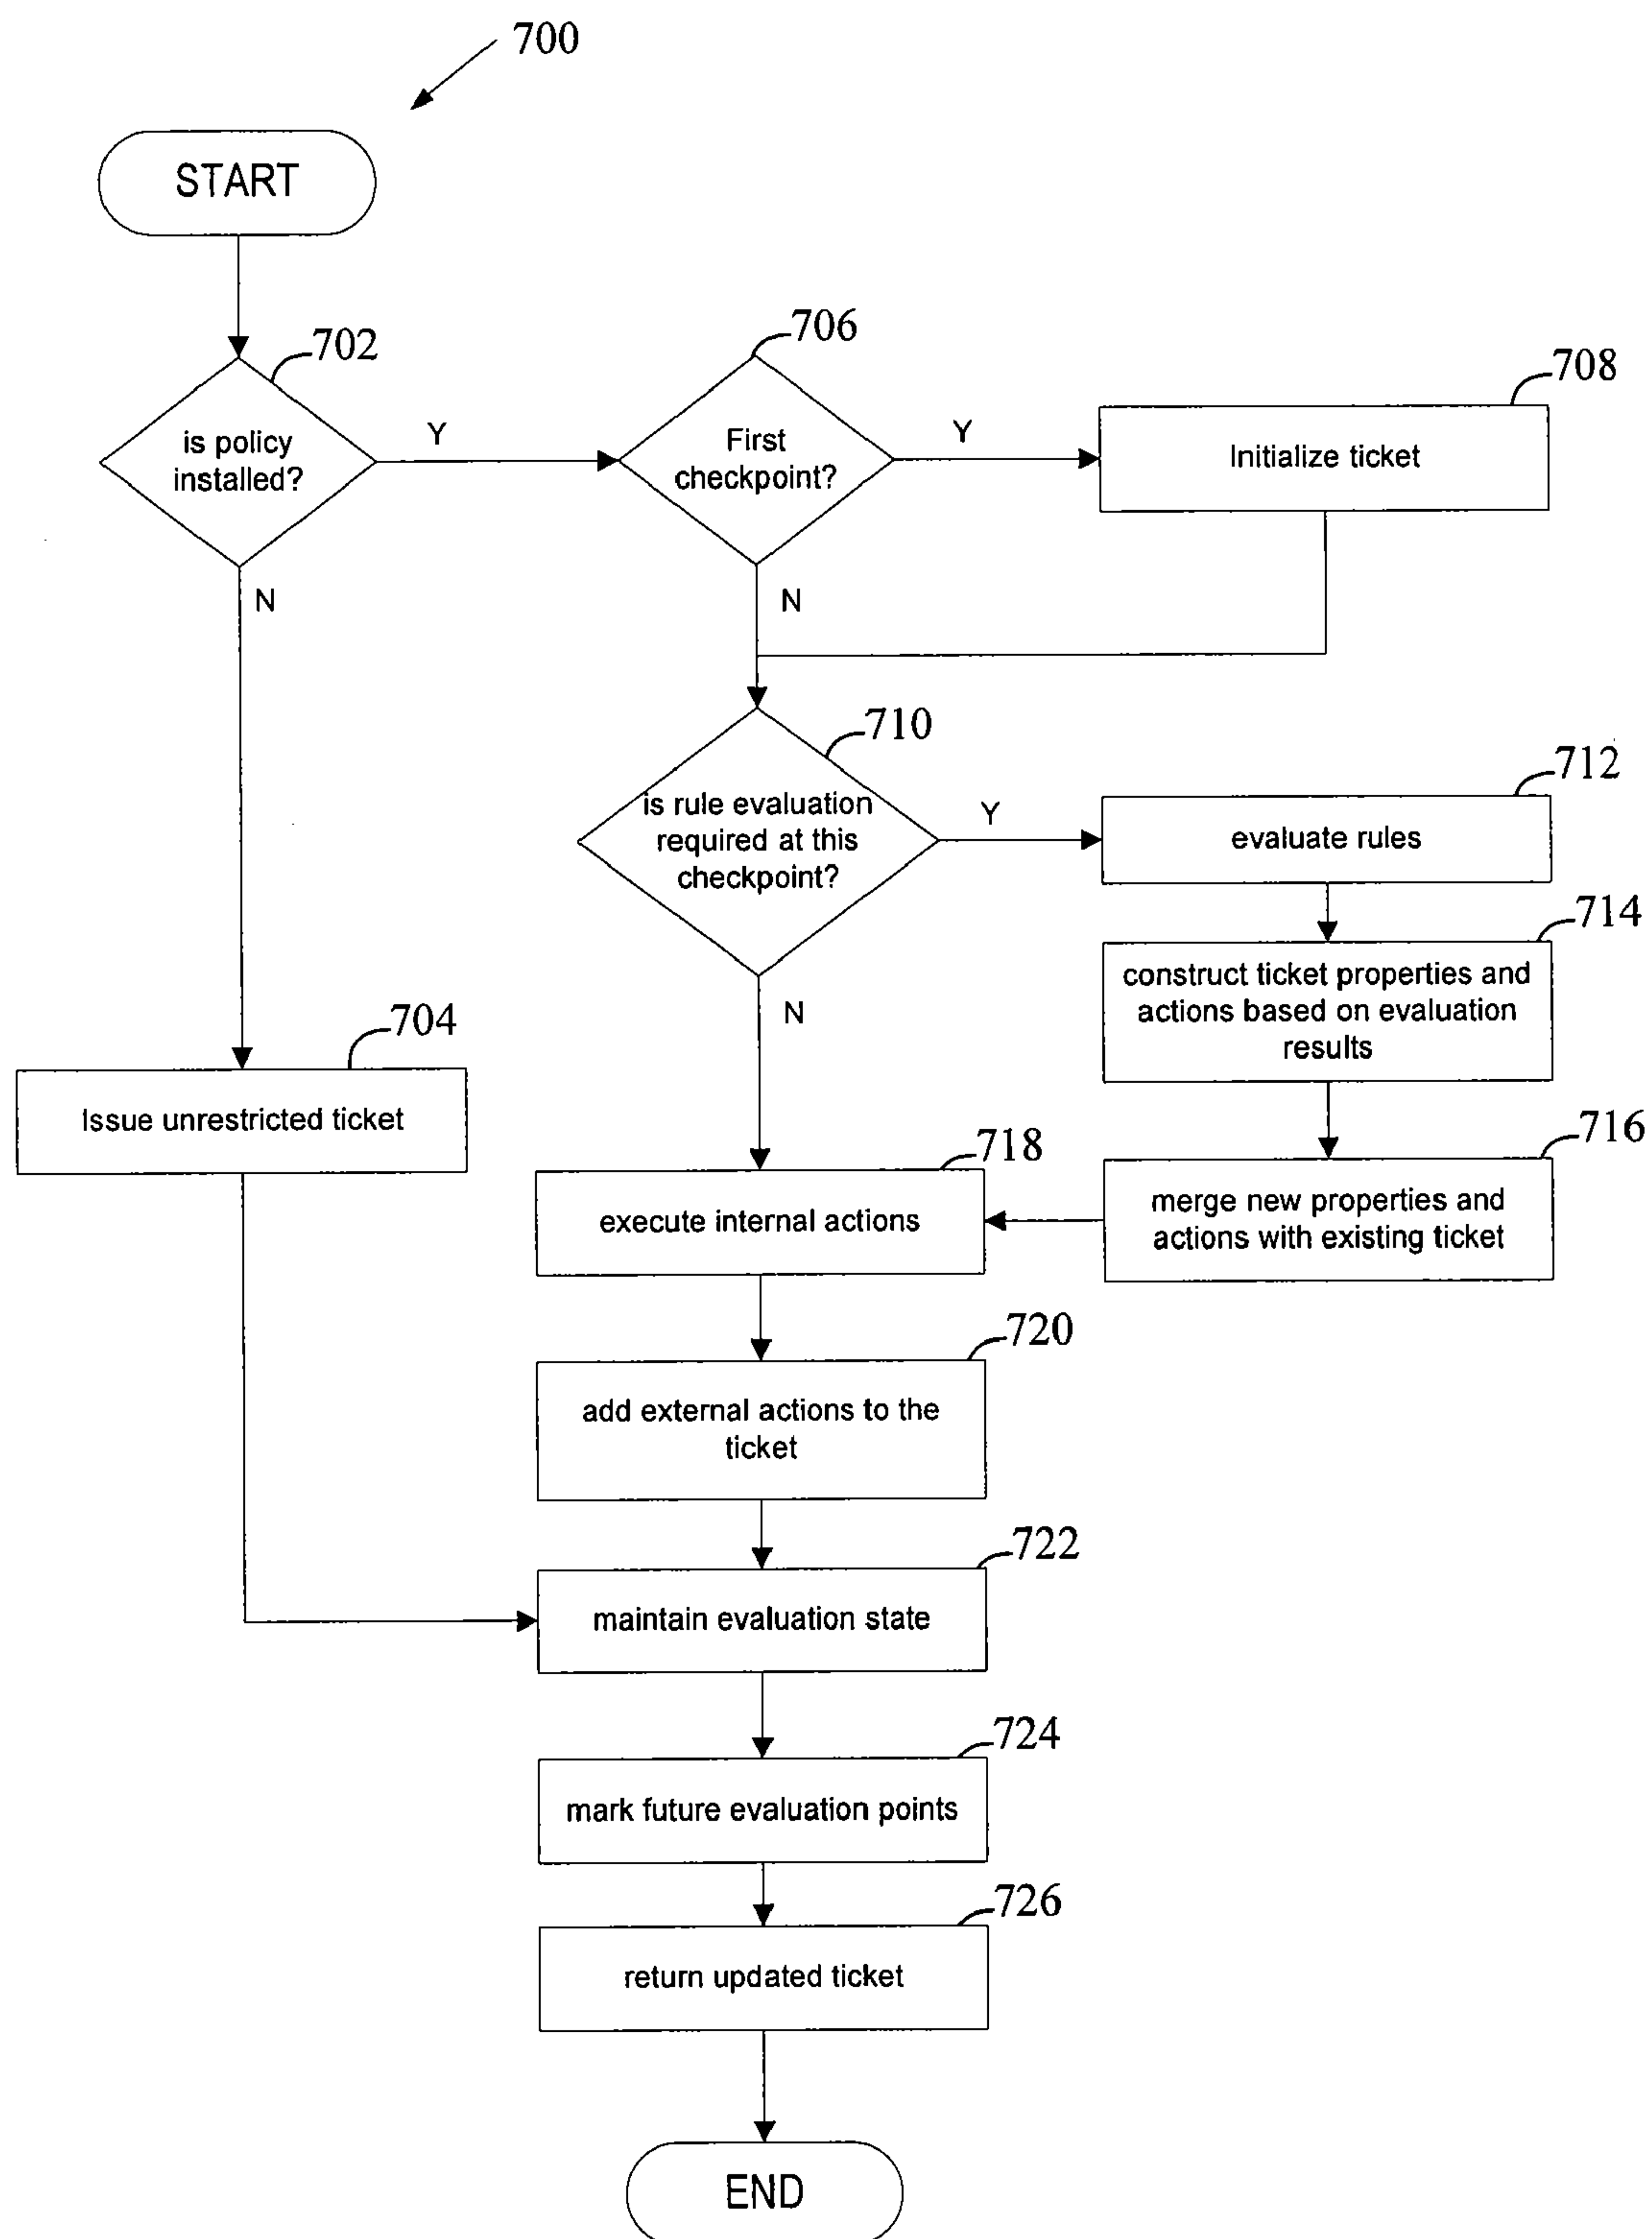 700
START
702
is policy
installed?
Y
706
First
checkpoint?
Y
708
Initialize ticket
N
N
710
is rule evaluation
required at this
checkpoint?
Y
712
evaluate rules
714
construct ticket properties and
actions based on evaluation
results
N
704
Issue unrestricted ticket
716
merge new properties and
actions with existing ticket
718
execute internal actions
720
add external actions to the
ticket
722
maintain evaluation state
724
mark future evaluation points
726
return updated ticket
END